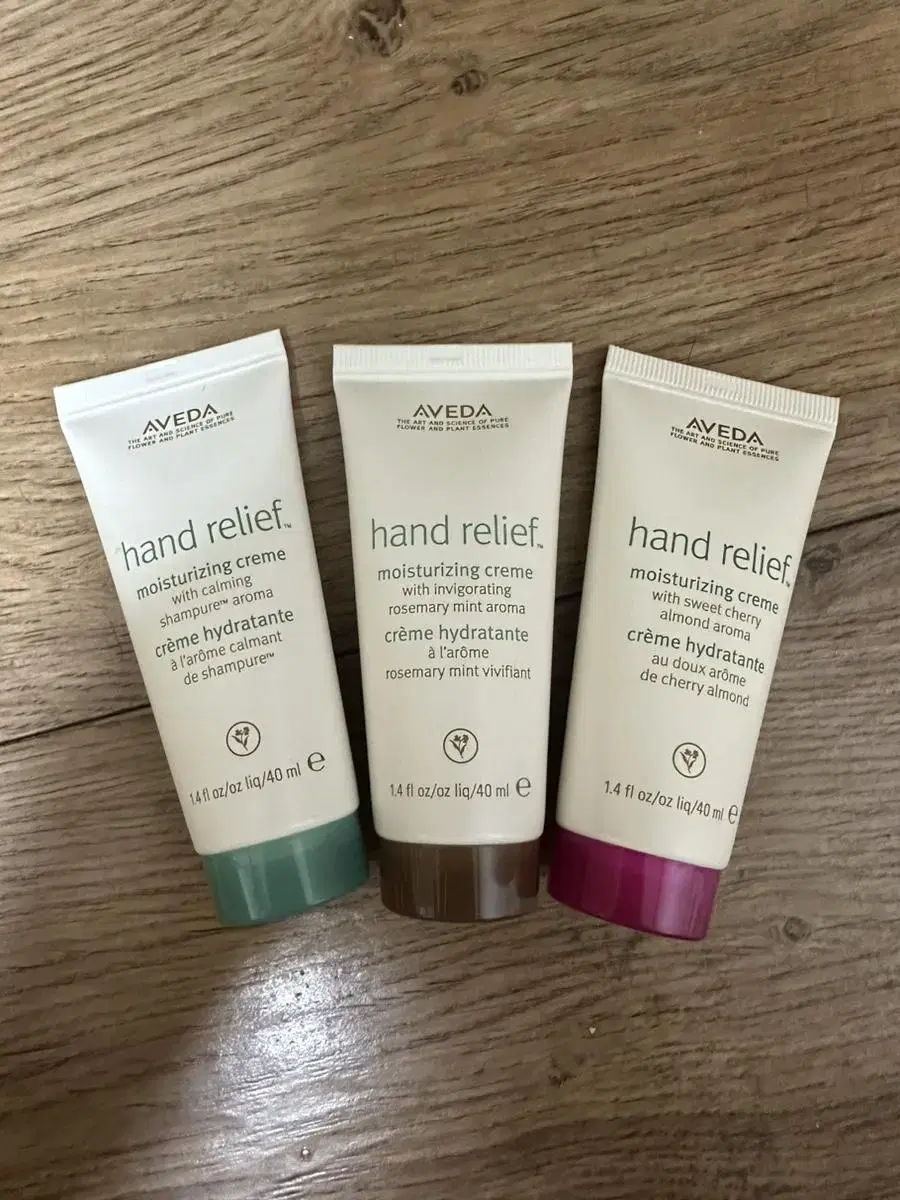 AVEDA
THE ART AND SCIENCE OF PURE
FLOWER AND PLANT ESSENCES
hand relief™
moisturizing creme
with calming
shampure™ aroma
crème hydratante
à l'arôme calmant
de shampure™
1.4 fl oz/oz liq/40 ml ℮
AVEDA
THE ART AND SCIENCE OF PURE
FLOWER AND PLANT ESSENCES
hand relief™
moisturizing creme
with invigorating
rosemary mint aroma
crème hydratante
à l'arôme
rosemary mint vivifiant
1.4 fl oz/oz liq/40 ml ℮
AVEDA
THE ART AND SCIENCE OF PURE
FLOWER AND PLANT ESSENCES
hand relief™
moisturizing creme
with sweet cherry
almond aroma
crème hydratante
au doux arôme
de cherry almond
1.4 fl oz/oz liq/40 ml ℮